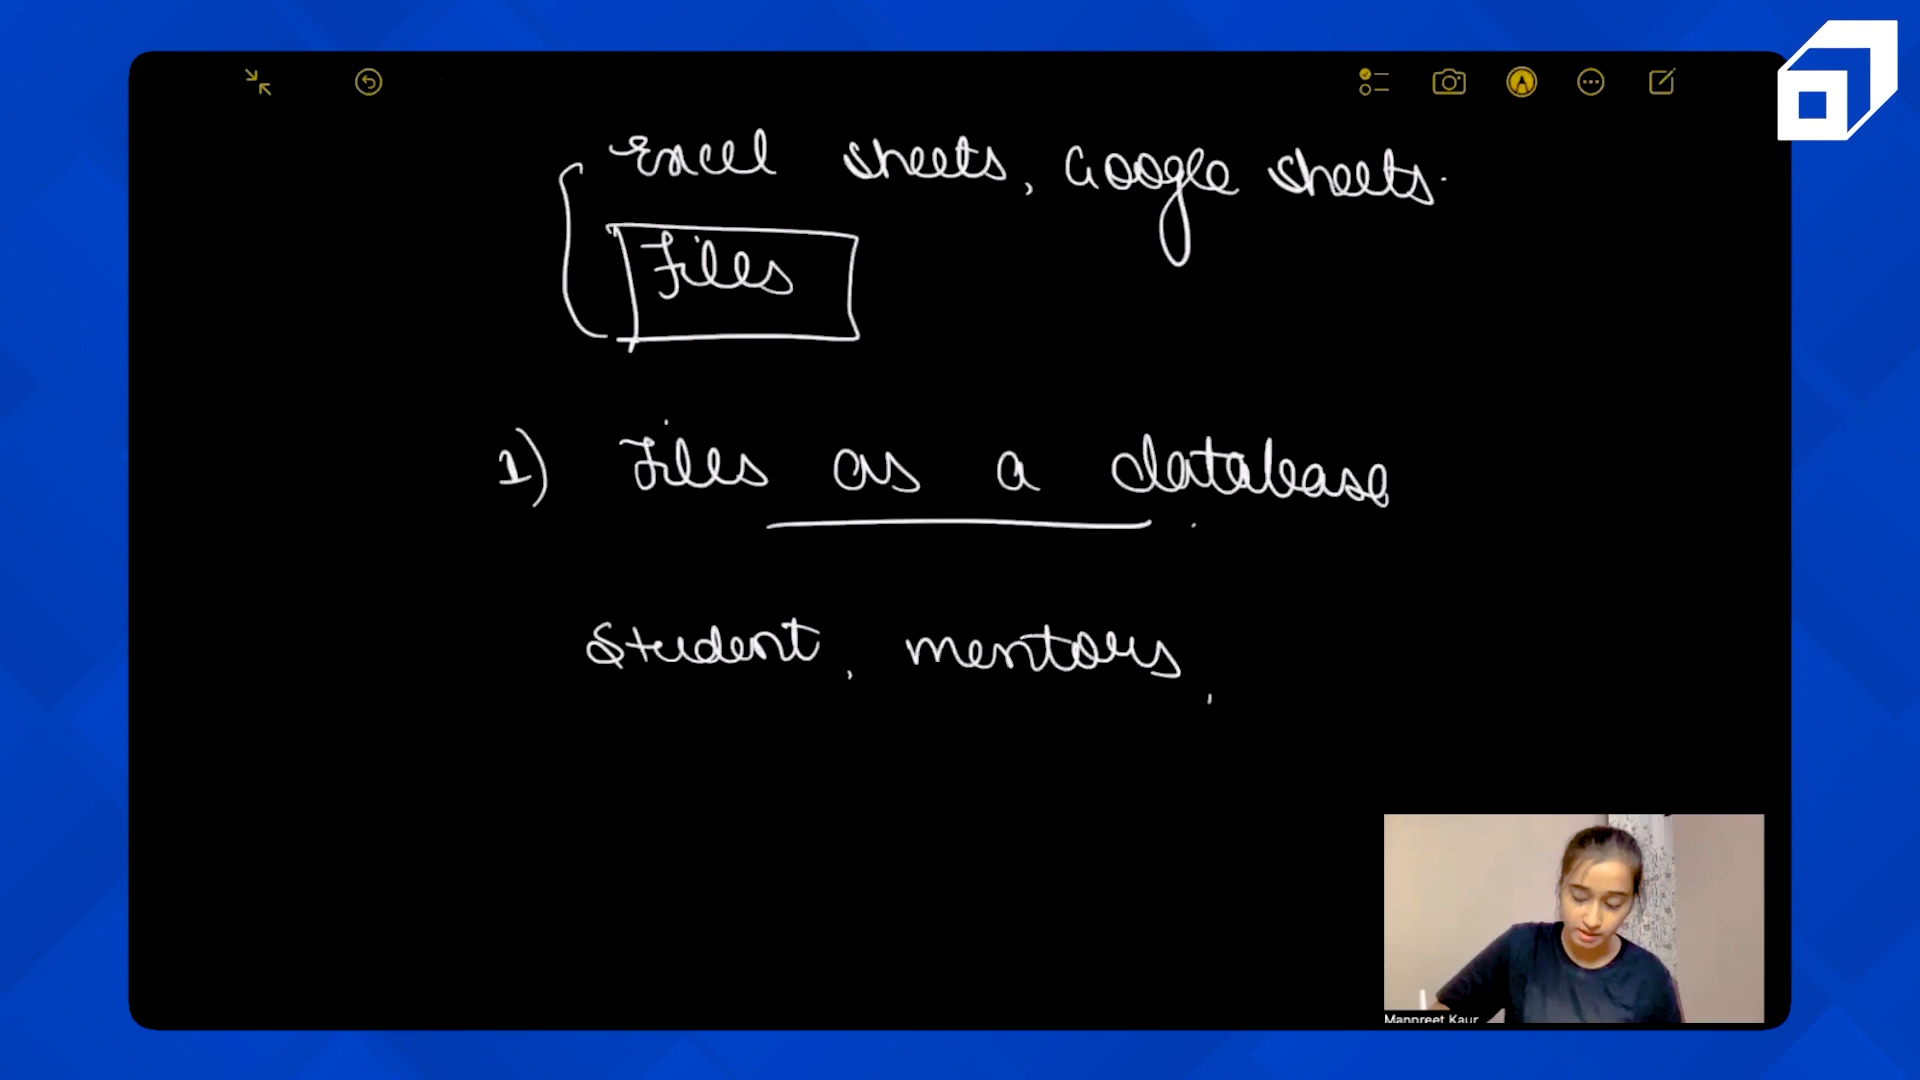 Excel sheets, Google sheets.
Files
1) Files as a database
Student, mentors,
Manpreet Kaur